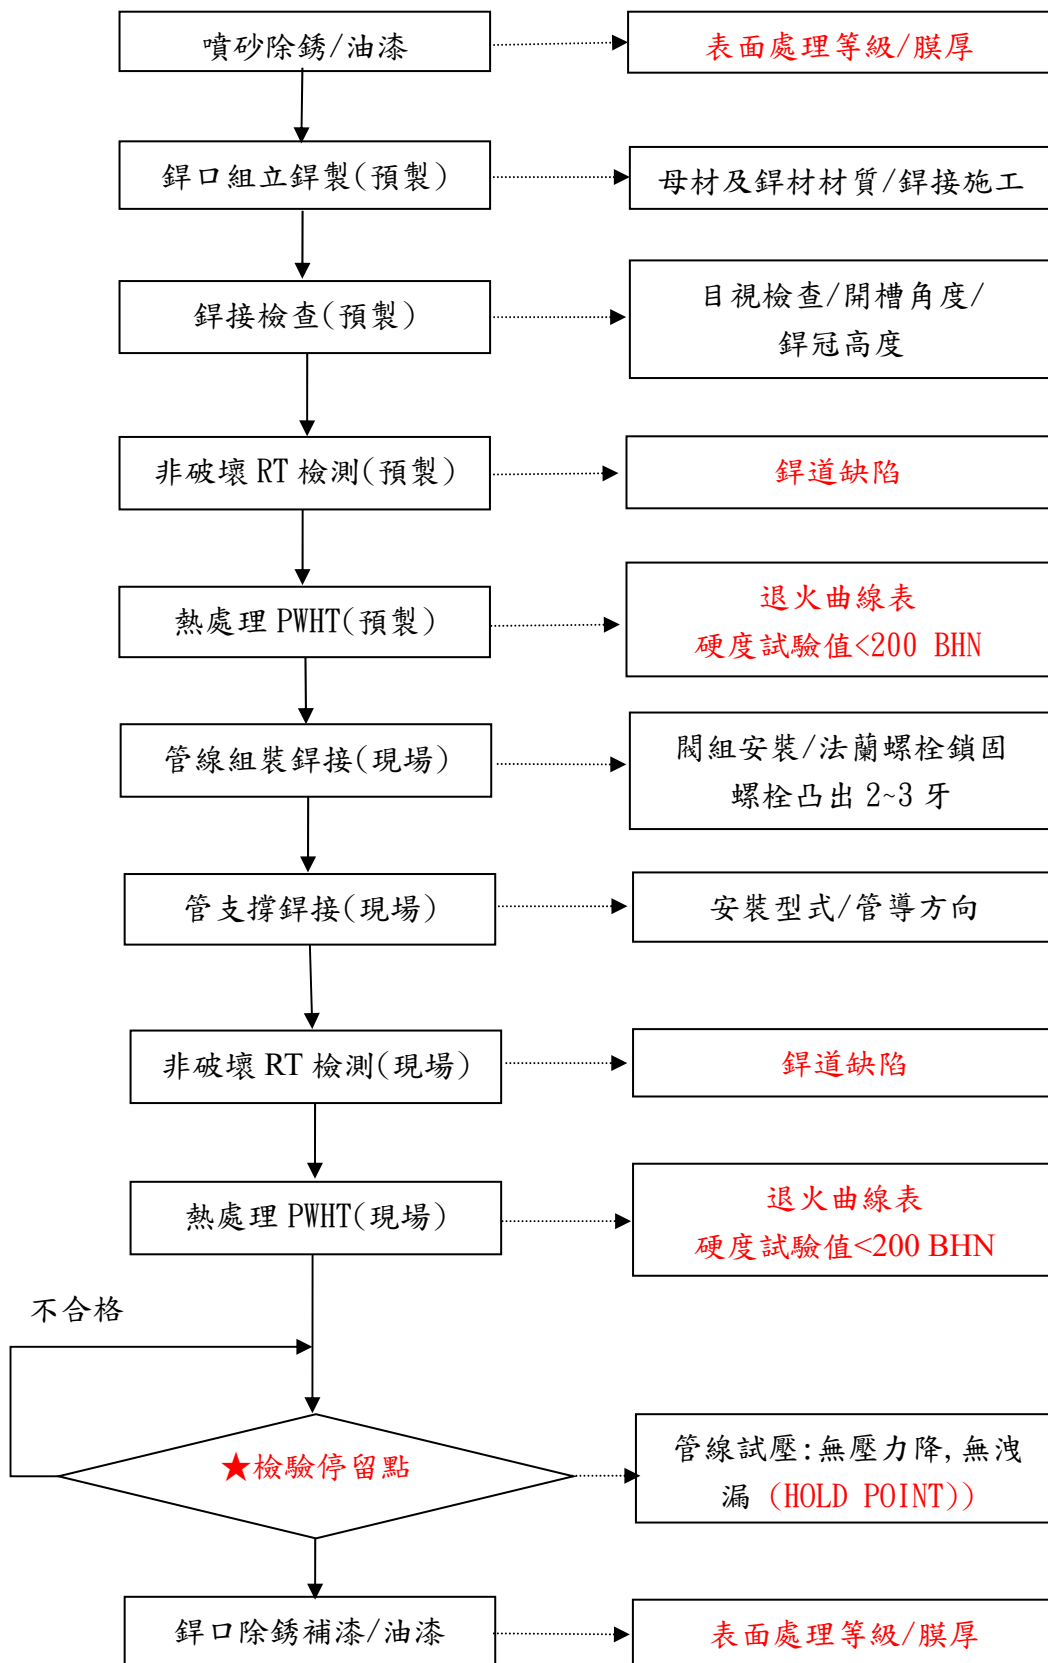 噴砂除銹/油漆
表面處理等級/膜厚
銲口組立銲製(預製)
母材及銲材材質/銲接施工
銲接檢查(預製)
目視檢查/開槽角度/
銲冠高度
非破壞 RT 檢測(預製)
銲道缺陷
熱處理 PWHT(預製)
退火曲線表
硬度試驗值<200 BHN
管線組裝銲接(現場)
閥組安裝/法蘭螺栓鎖固
螺栓凸出 2~3 牙
管支撐銲接(現場)
安裝型式/管導方向
非破壞 RT 檢測(現場)
銲道缺陷
熱處理 PWHT(現場)
退火曲線表
硬度試驗值<200 BHN
不合格
★檢驗停留點
管線試壓:無壓力降,無洩
漏 (HOLD POINT))
銲口除銹補漆/油漆
表面處理等級/膜厚